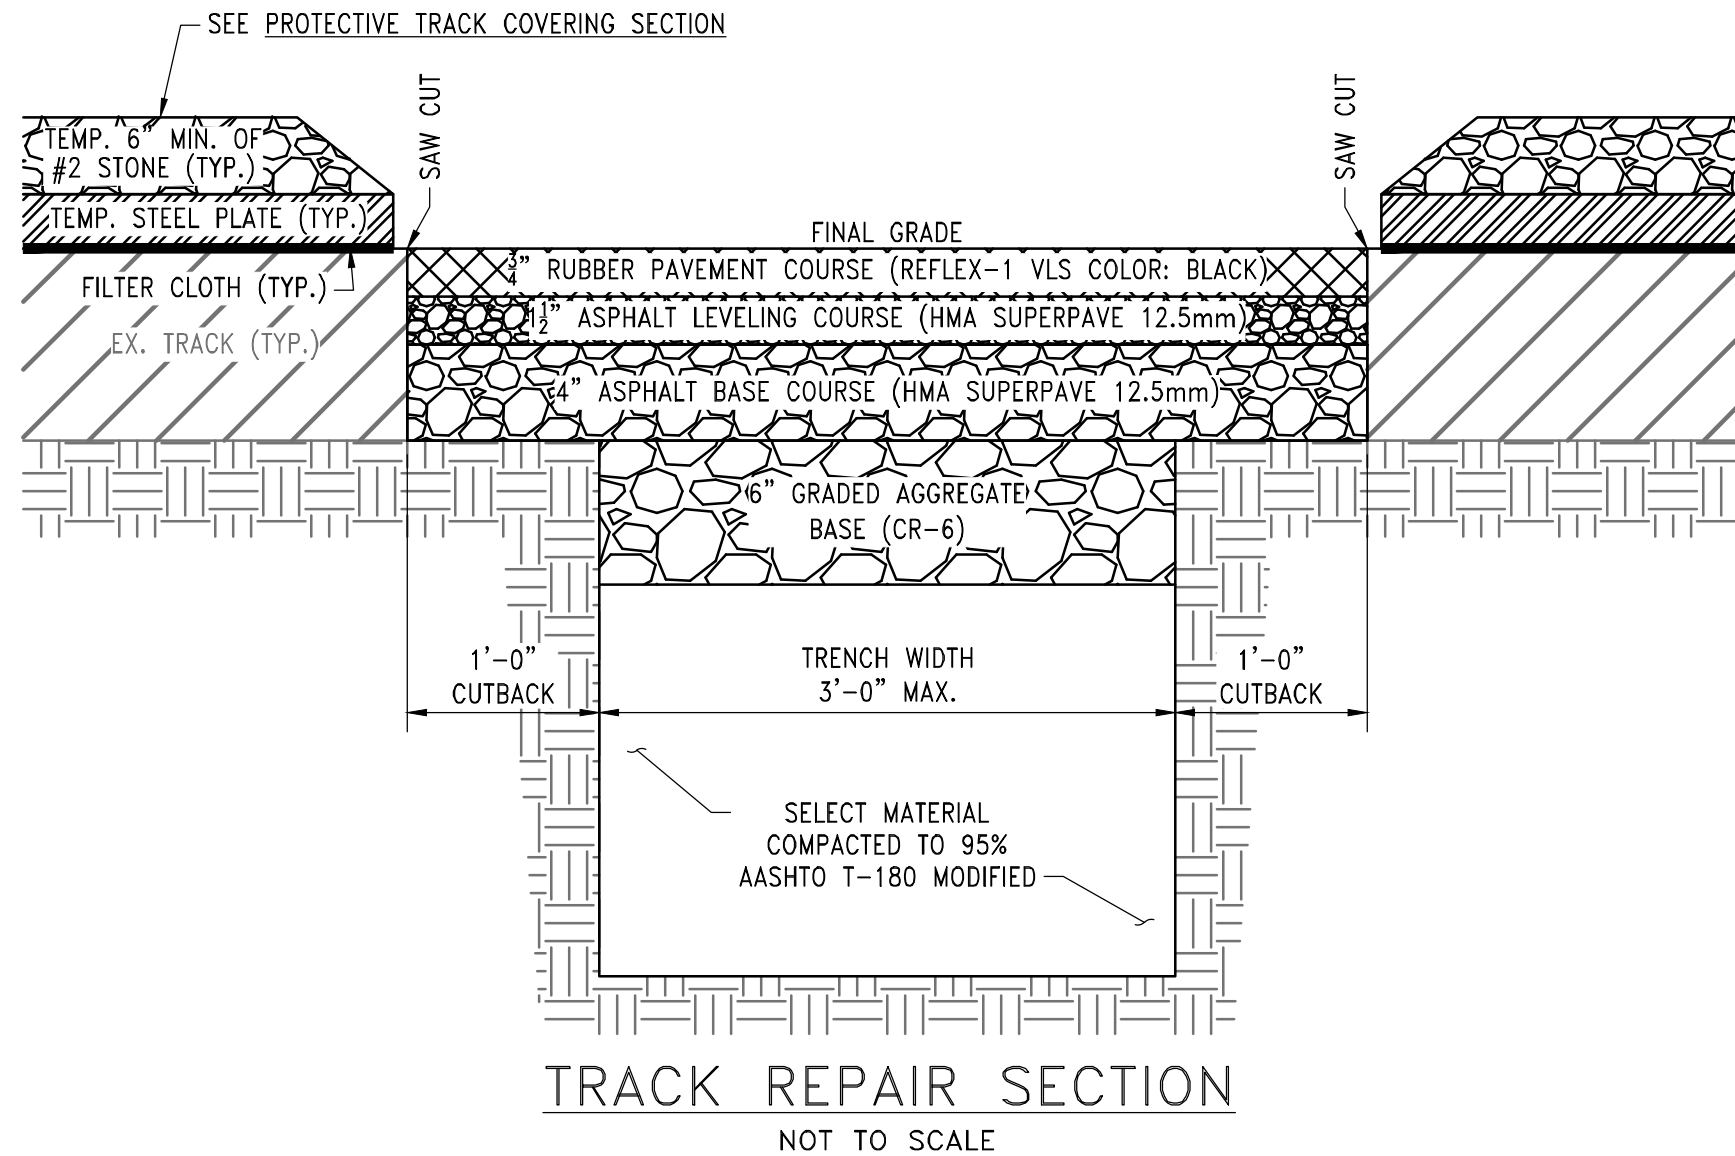 SEE PROTECTIVE TRACK COVERING SECTION
SAW CUT
SAW CUT
TEMP. 6” MIN. OF
#2 STONE (TYP.)
TEMP. STEEL PLATE (TYP.)
FINAL GRADE
3/4” RUBBER PAVEMENT COURSE (REFLEX-1 VLS COLOR: BLACK)
FILTER CLOTH (TYP.)
1 1/2” ASPHALT LEVELING COURSE (HMA SUPERPAVE 12.5mm)
EX. TRACK (TYP.)
4” ASPHALT BASE COURSE (HMA SUPERPAVE 12.5mm)
6” GRADED AGGREGATE
BASE (CR-6)
1’-0”
CUTBACK
TRENCH WIDTH
3’-0” MAX.
1’-0”
CUTBACK
SELECT MATERIAL
COMPACTED TO 95%
AASHTO T-180 MODIFIED
TRACK REPAIR SECTION
NOT TO SCALE